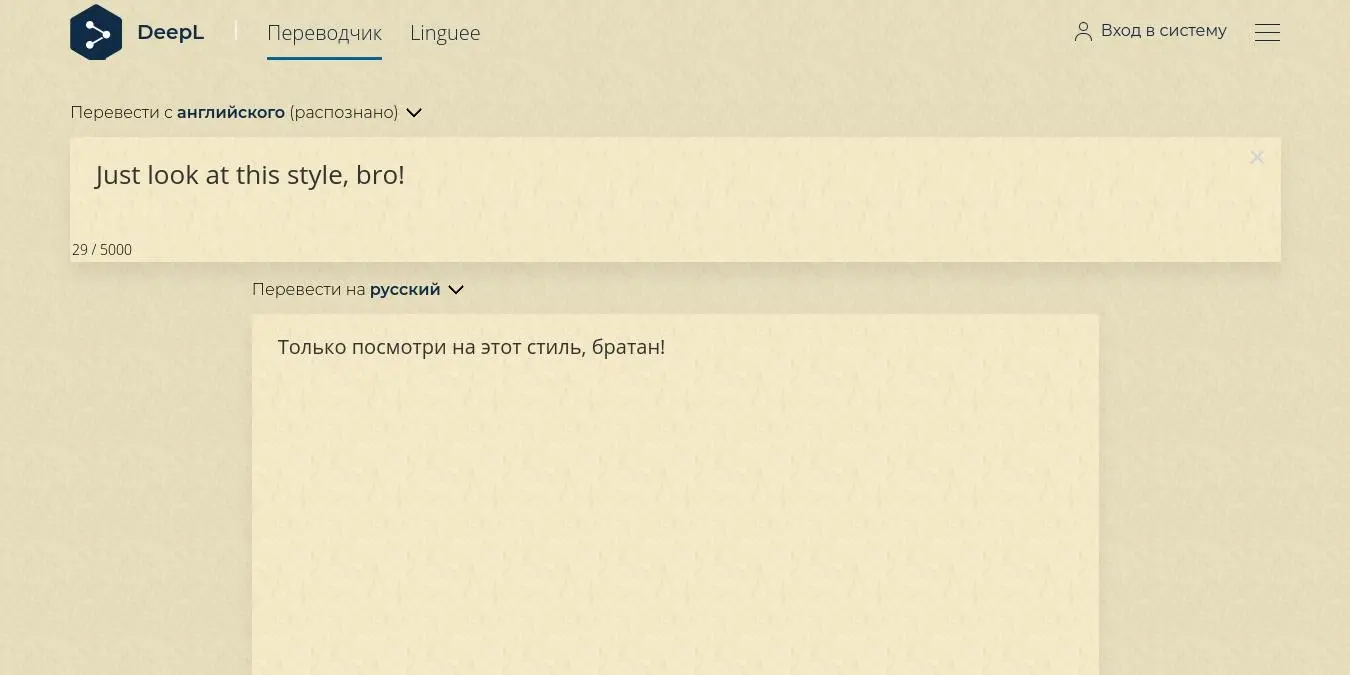 DeepL
Переводчик
Linguee
Вход в систему
Перевести с английского (распознано)
Just look at this style, bro!
29 / 5000
Перевести на русский
Только посмотри на этот стиль, братан!